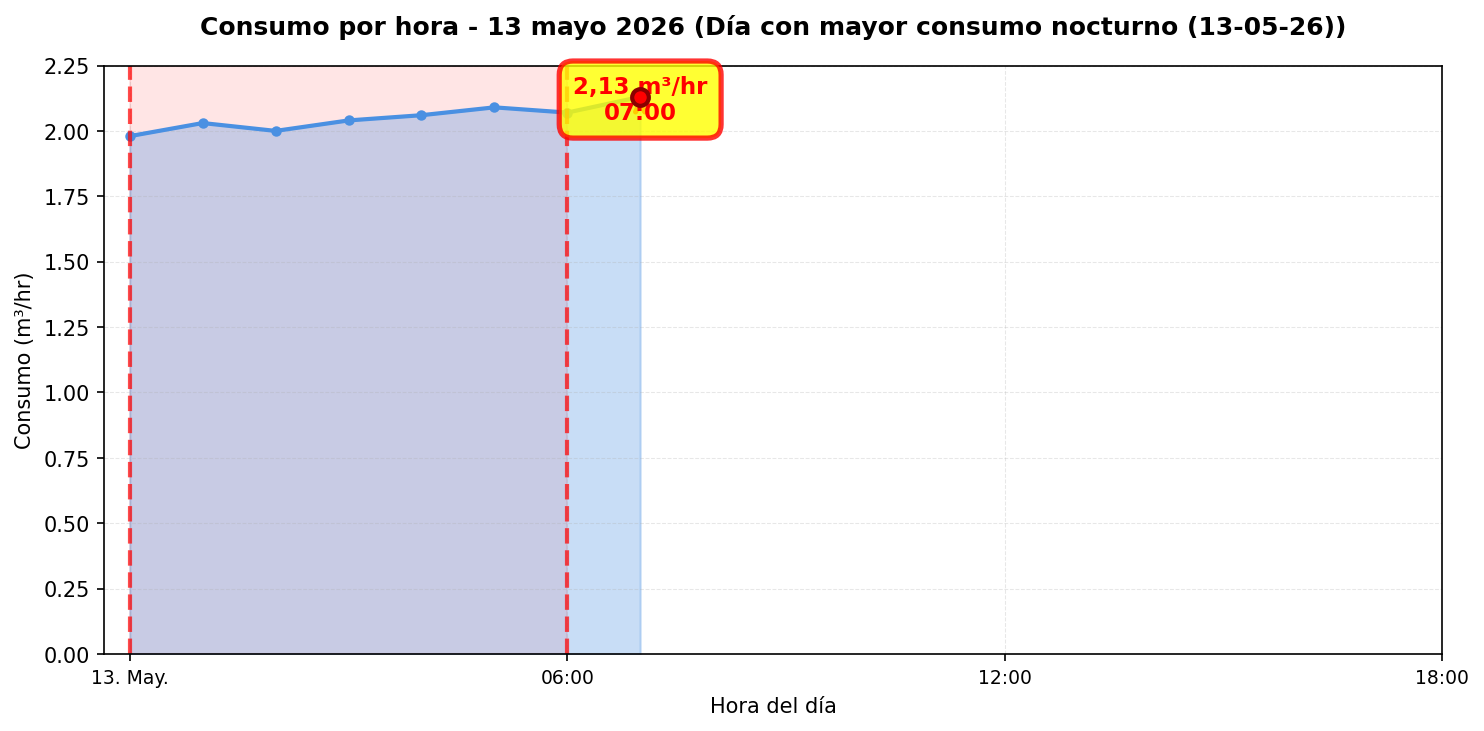 Consumo por hora - 13 mayo 2026 (Día con mayor consumo nocturno (13-05-26))
2.25
2.00
1.75
1.50
1.25
1.00
0.75
0.50
0.25
0.00
Consumo (m³/hr)
2,13 m³/hr
07:00
13. May.
06:00
12:00
18:00
Hora del día